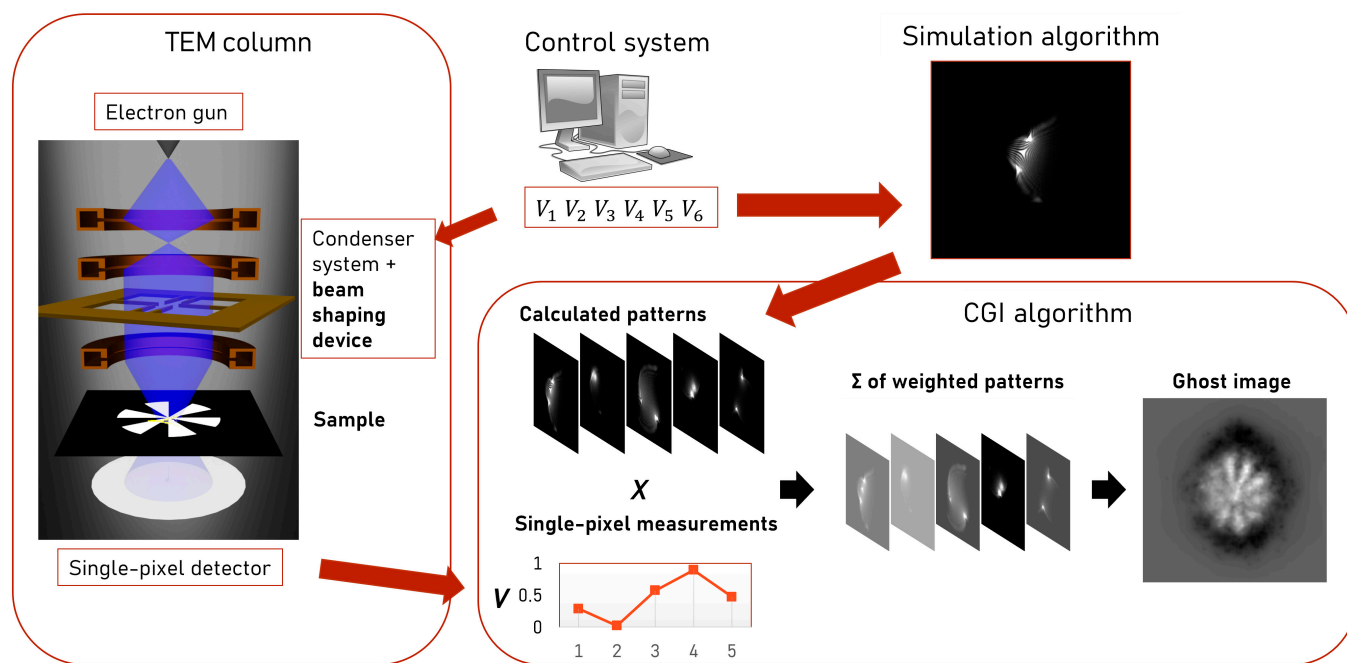 TEM column
Control system
Simulation algorithm
Electron gun
V₁ V₂ V₃ V₄ V₅ V₆
Condenser
system +
beam
shaping
device
Sample
Single-pixel detector
CGI algorithm
Calculated patterns
X
Single-pixel measurements
V
1
0.5
0
1 2 3 4 5
Σ of weighted patterns
Ghost image